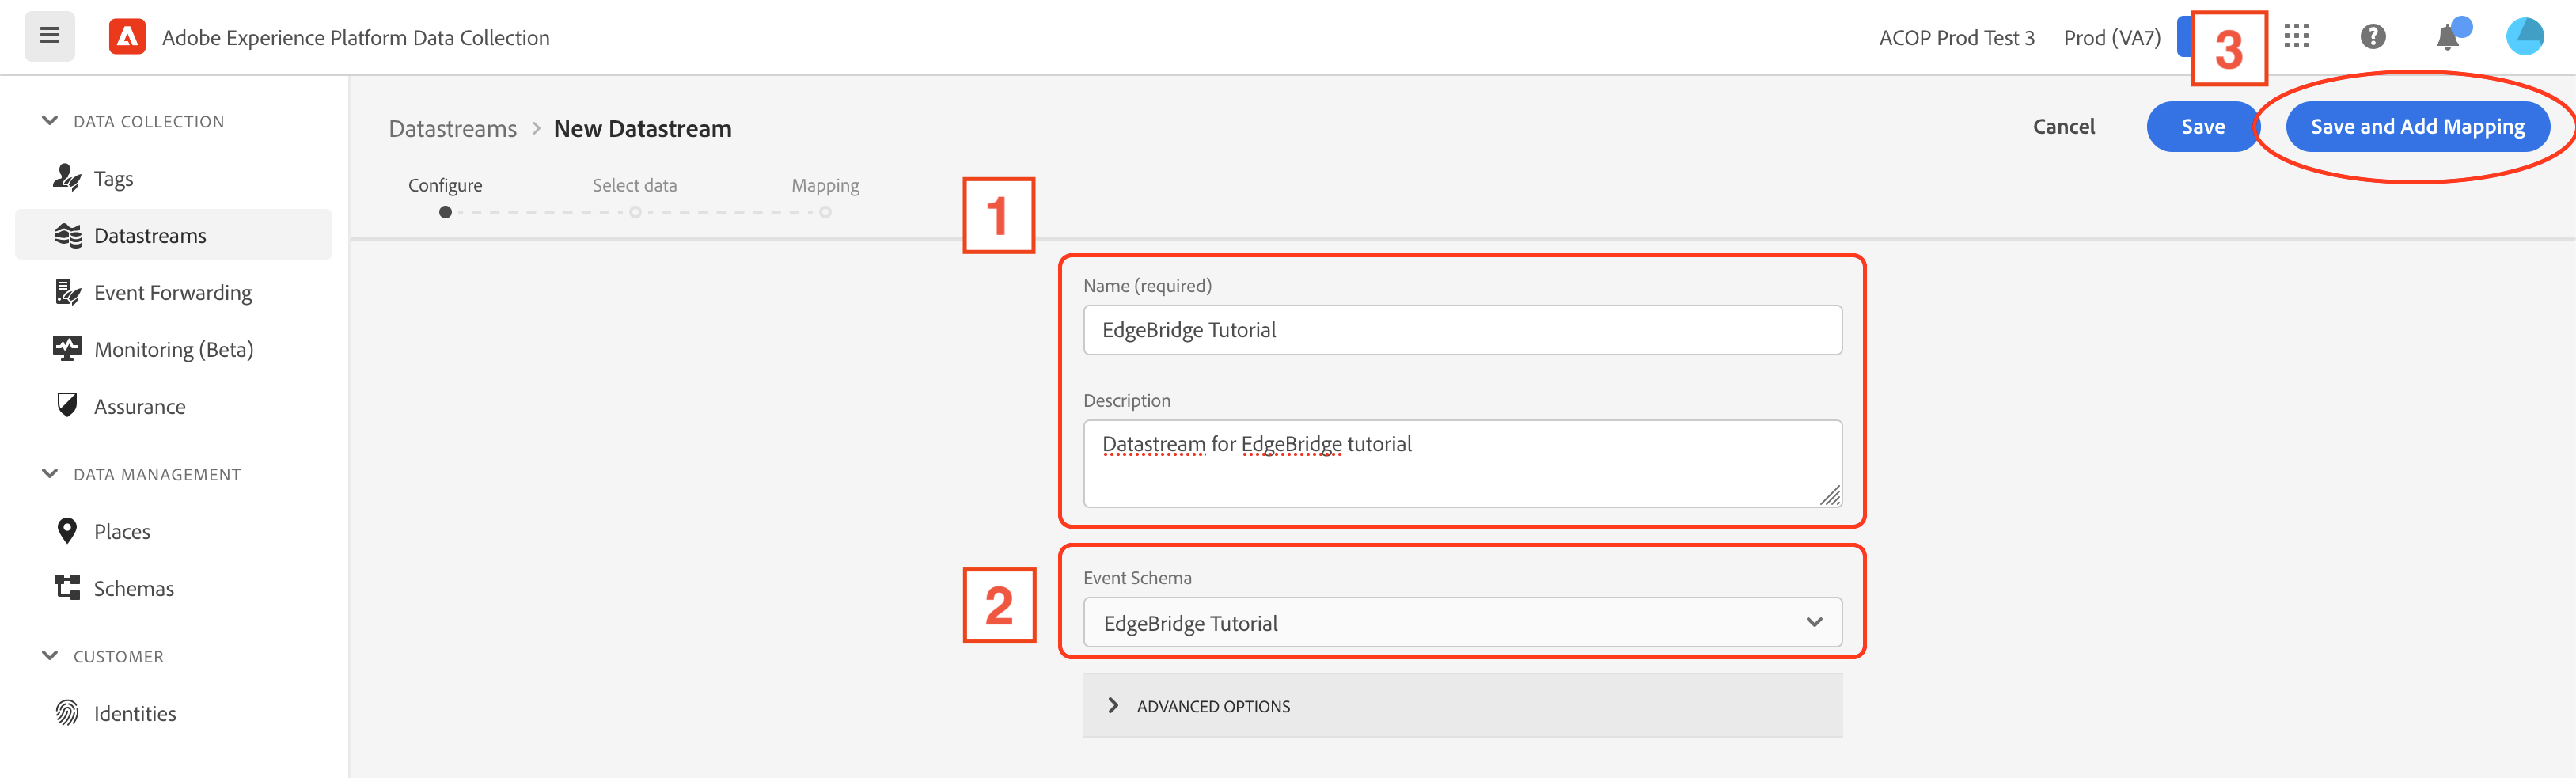 Adobe Experience Platform Data Collection
ACOP Prod Test 3
Prod (VA7)
3
DATA COLLECTION
Tags
Datastreams
Event Forwarding
Monitoring (Beta)
Assurance
DATA MANAGEMENT
Places
Schemas
CUSTOMER
Identities
Datastreams > New Datastream
Cancel
Save
Save and Add Mapping
Configure
Select data
Mapping
1
Name (required)
EdgeBridge Tutorial
Description
Datastream for EdgeBridge tutorial
2
Event Schema
EdgeBridge Tutorial
ADVANCED OPTIONS